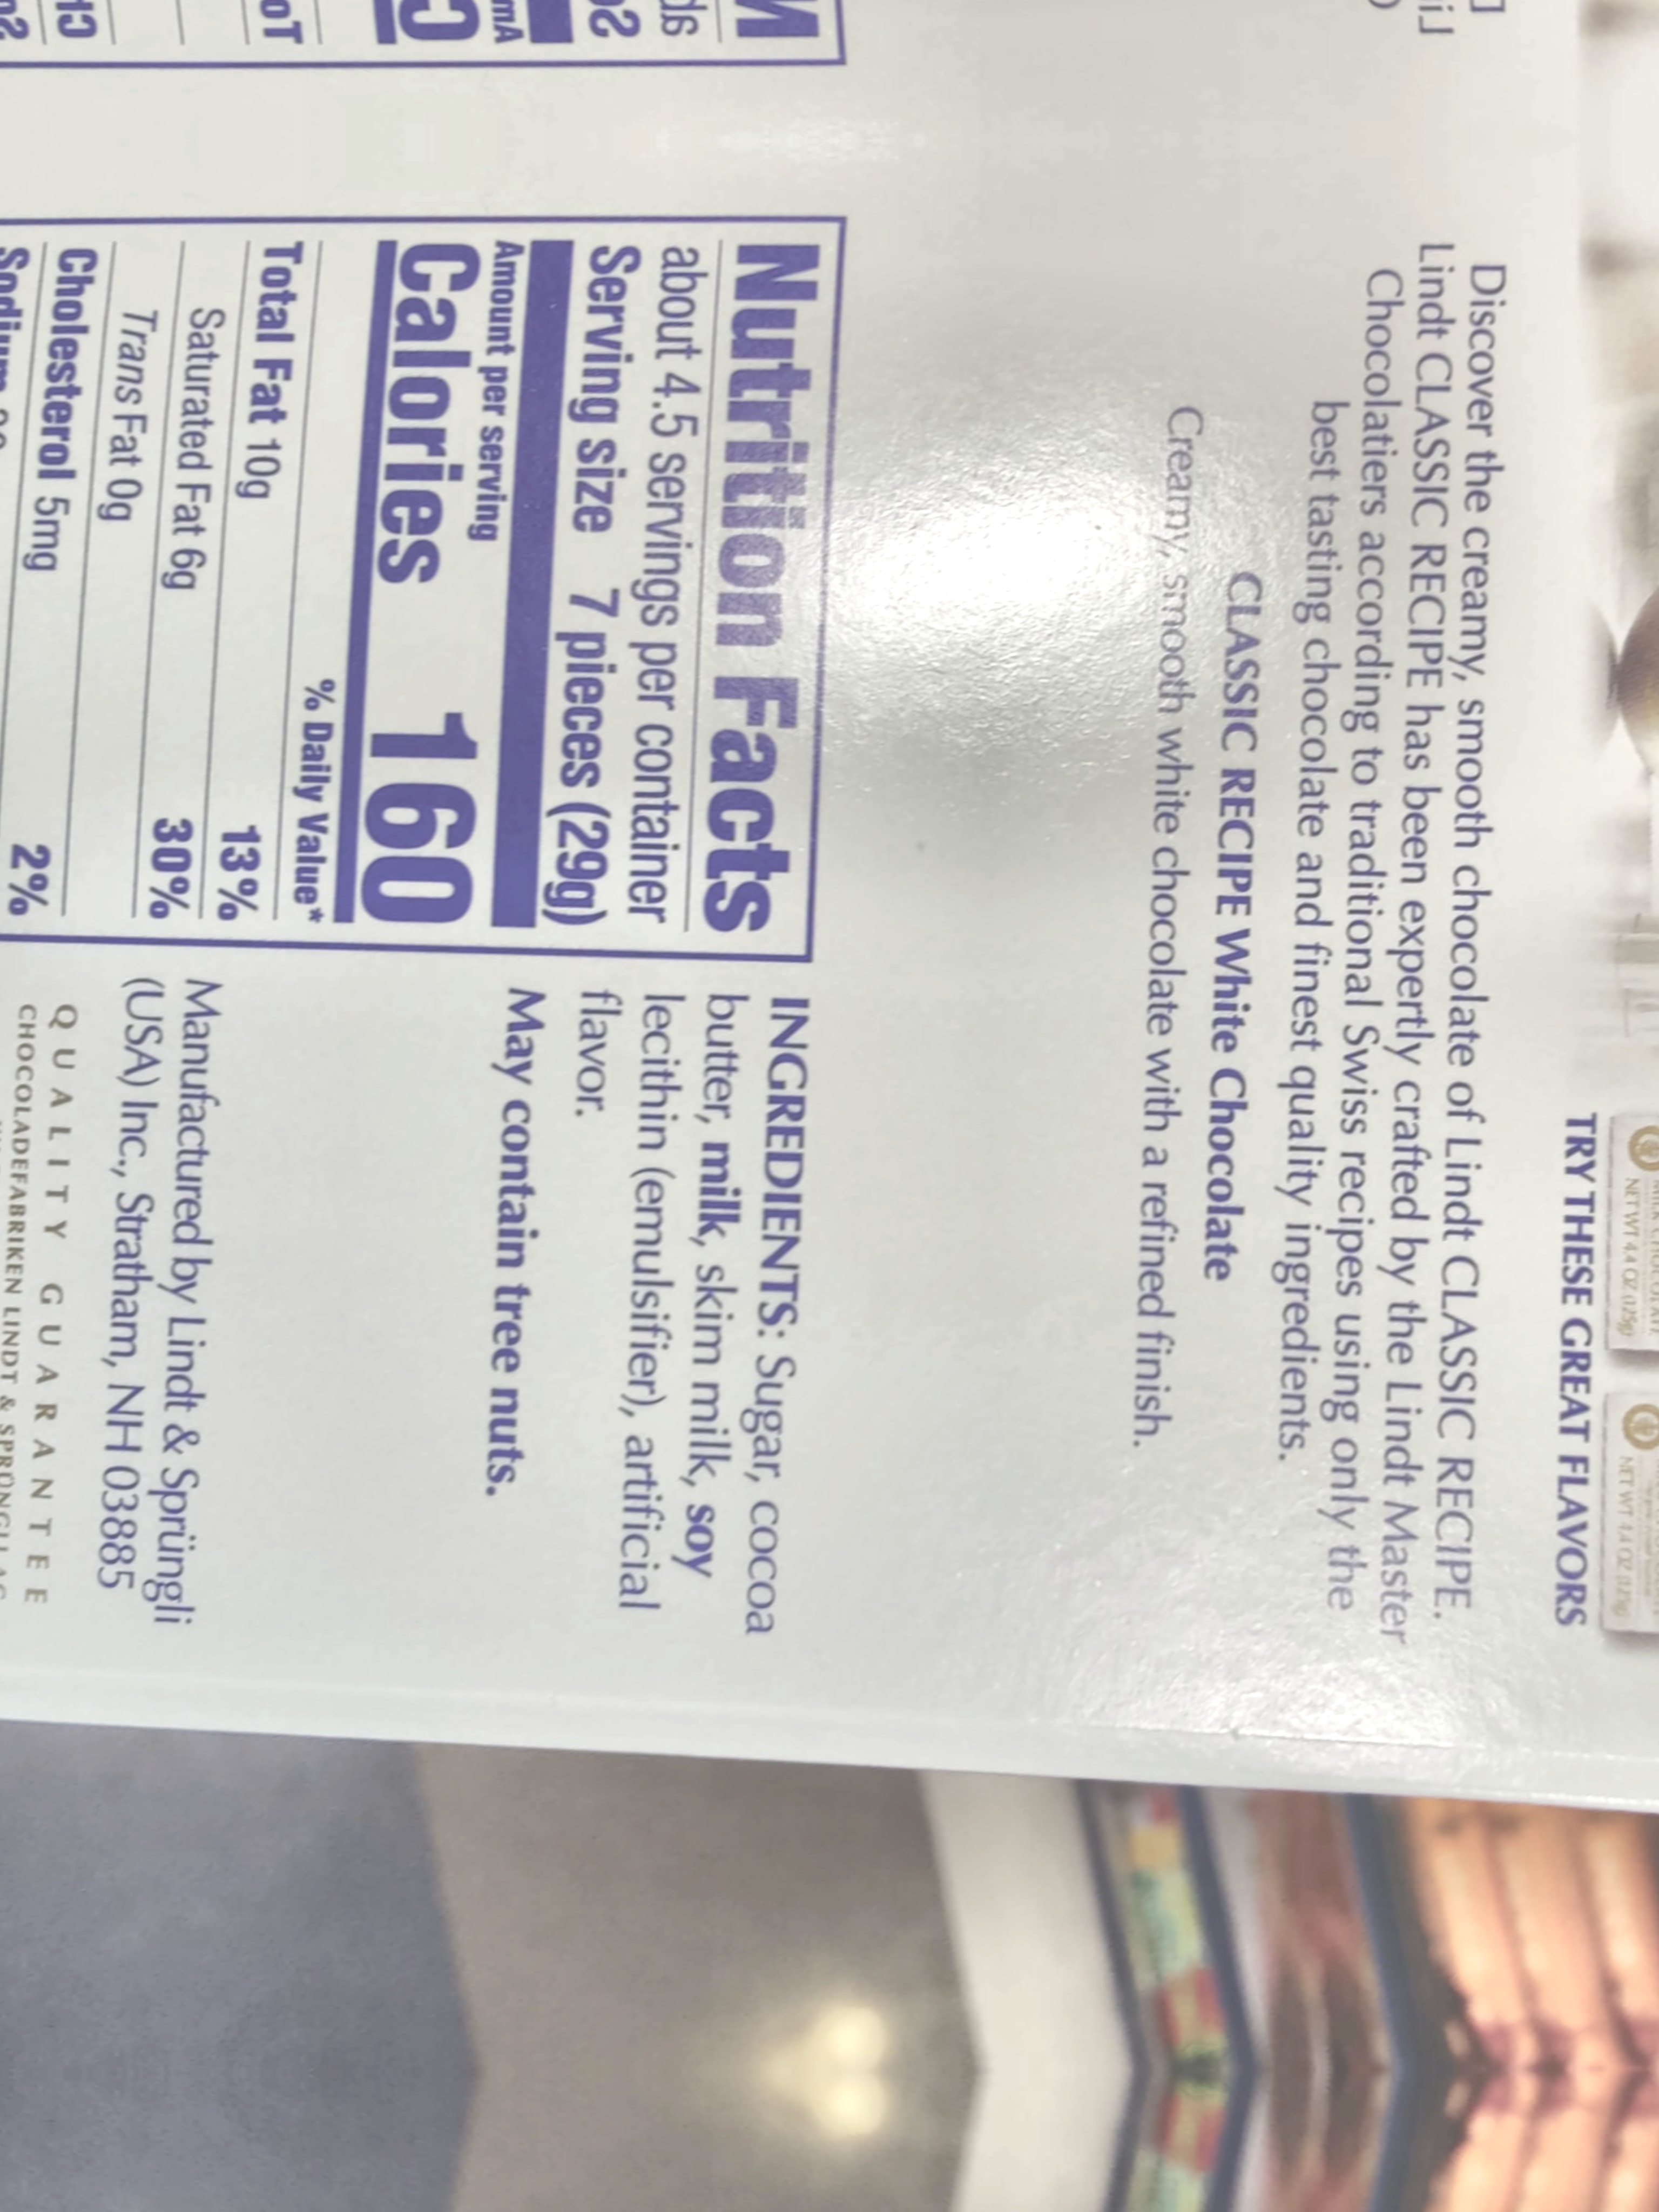 TRY THESE GREAT FLAVORS
NET WT 4.4 OZ (125g)
NET WT 4.4 OZ (125g)
Discover the creamy, smooth chocolate of Lindt CLASSIC RECIPE.
Lindt CLASSIC RECIPE has been expertly crafted by the Lindt Master
Chocolatiers according to traditional Swiss recipes using only the
best tasting chocolate and finest quality ingredients.
CLASSIC RECIPE White Chocolate
Creamy, smooth white chocolate with a refined finish.
Nutrition Facts
about 4.5 servings per container
Serving size 7 pieces (29g)
Amount per serving
Calories 160
% Daily Value*
Total Fat 10g 13%
Saturated Fat 6g 30%
Trans Fat 0g
Cholesterol 5mg 2%
INGREDIENTS: Sugar, cocoa
butter, milk, skim milk, soy
lecithin (emulsifier), artificial
flavor.
May contain tree nuts.
Manufactured by Lindt & Sprüngli
(USA) Inc., Stratham, NH 03885
QUALITY GUARANTEE
CHOCOLADEFABRIKEN LINDT & SPRÜNGLI AG